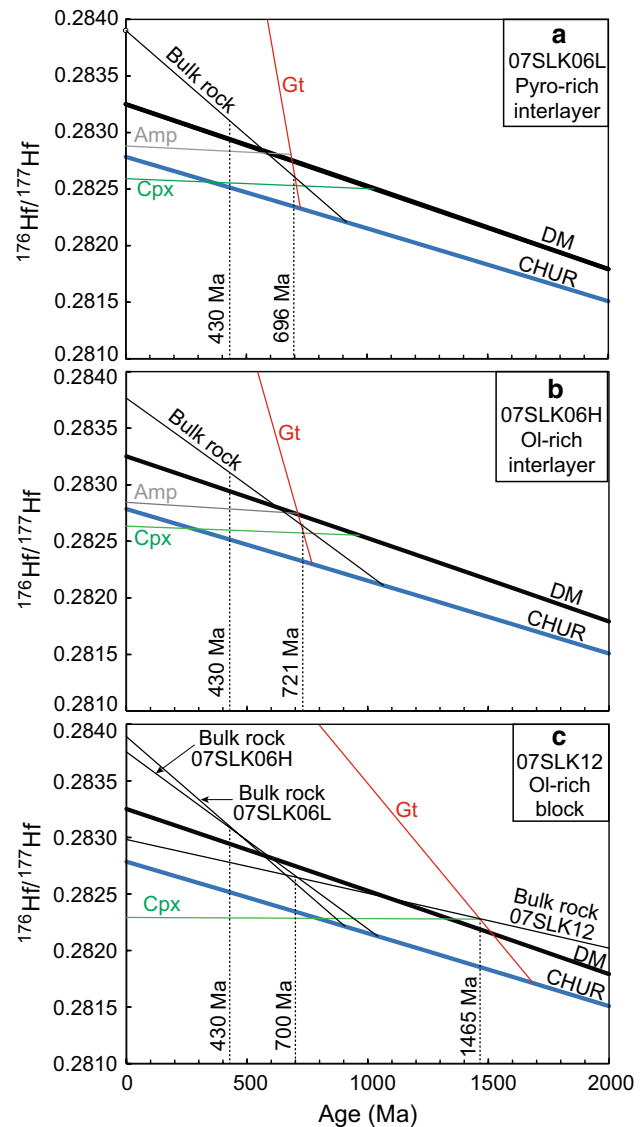 a
07SLK06L
Pyro-rich
interlayer
0.2840
0.2835
0.2830
0.2825
0.2820
0.2815
0.2810
176Hf/177Hf
Bulk rock
Gt
Amp
Cpx
DM
CHUR
430 Ma
696 Ma
b
07SLK06H
Ol-rich
interlayer
0.2840
0.2835
0.2830
0.2825
0.2820
0.2815
0.2810
176Hf/177Hf
Bulk rock
Gt
Amp
Cpx
DM
CHUR
430 Ma
721 Ma
c
07SLK12
Ol-rich
block
0.2840
0.2835
0.2830
0.2825
0.2820
0.2815
0.2810
176Hf/177Hf
Bulk rock
07SLK06H
Bulk rock
07SLK06L
Gt
Cpx
Bulk rock
07SLK12
DM
CHUR
430 Ma
700 Ma
1465 Ma
0 500 1000 1500 2000
Age (Ma)